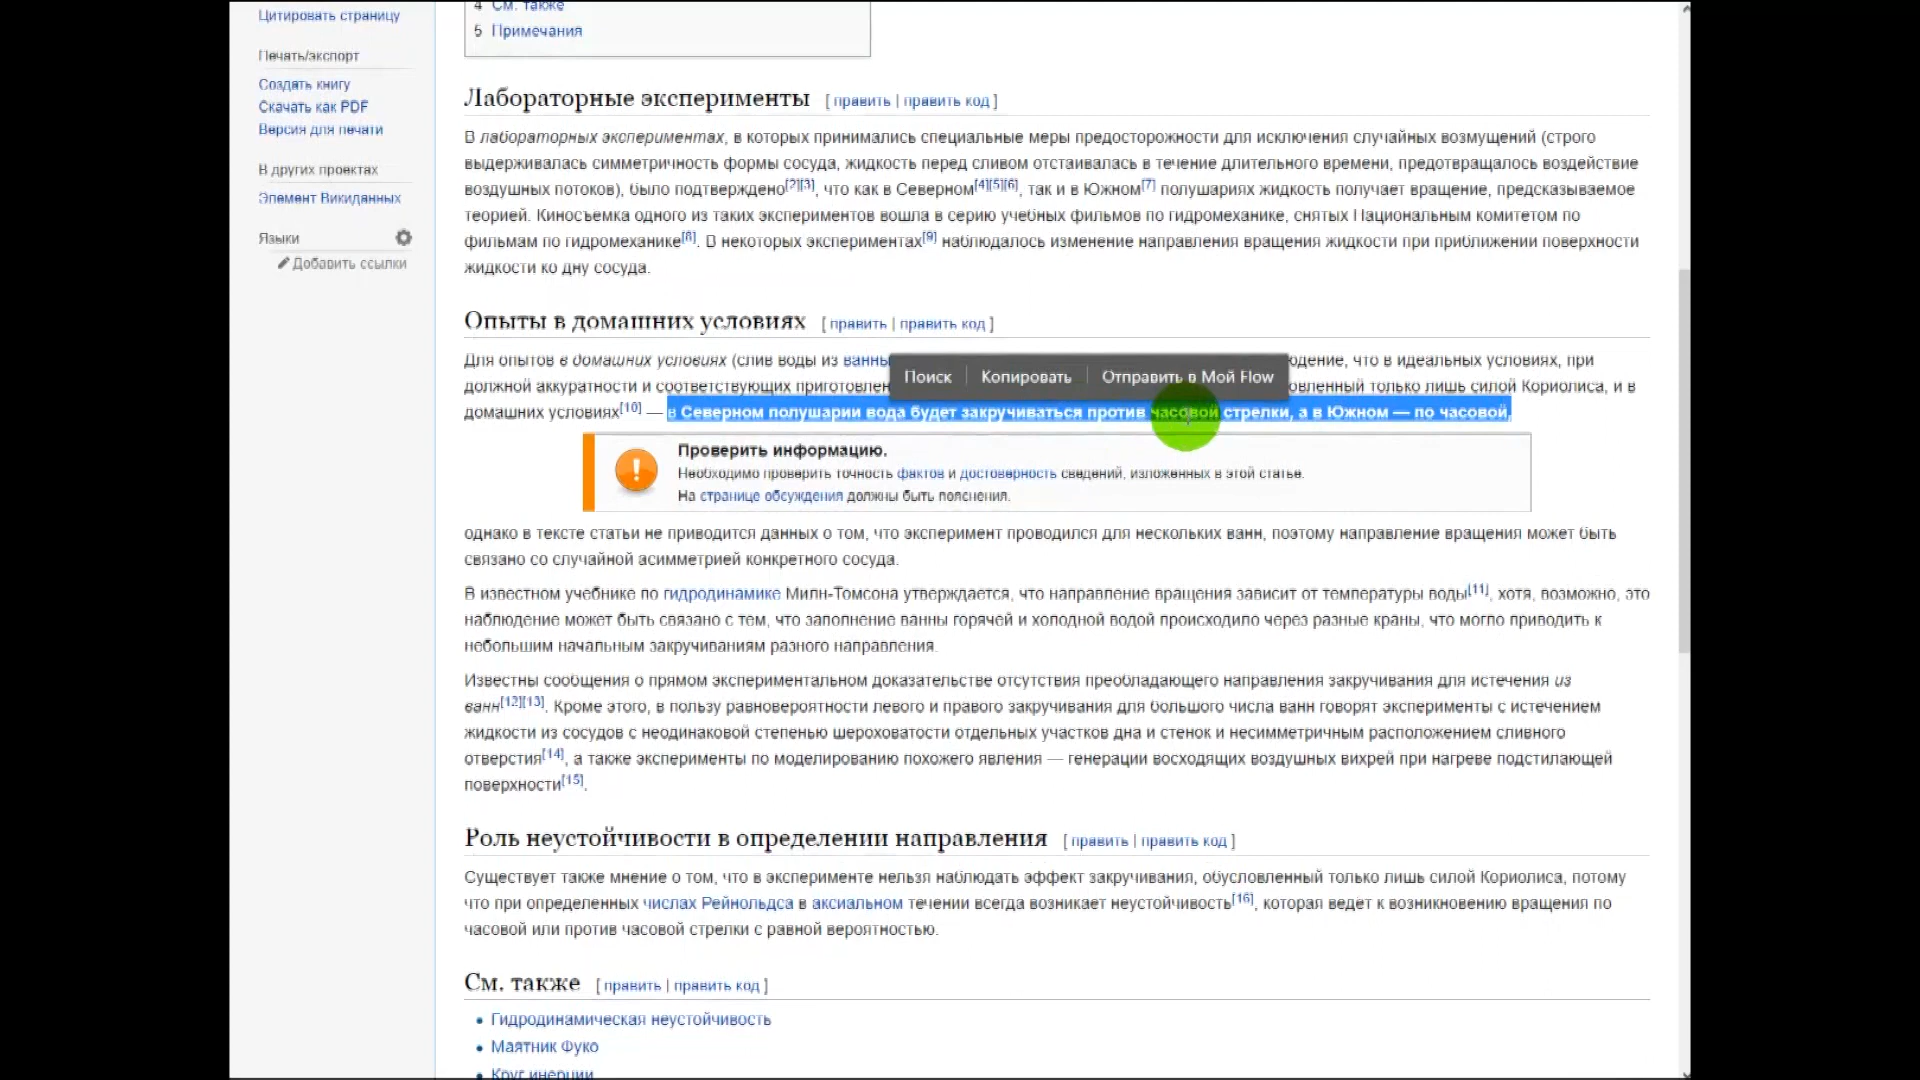 Цитировать страницу
Печать/экспорт
Создать книгу
Скачать как PDF
Версия для печати
В других проектах
Элемент Викиданных
Языки
Добавить ссылки
4 См. также
5 Примечания
Лабораторные эксперименты [ править | править код ]
В лабораторных экспериментах, в которых принимались специальные меры предосторожности для исключения случайных возмущений (строго
выдерживалась симметричность формы сосуда, жидкость перед сливом отстаивалась в течение длительного времени, предотвращалось воздействие
воздушных потоков), было подтверждено[2][3], что как в Северном[4][5][6], так и в Южном[7] полушариях жидкость получает вращение, предсказываемое
теорией. Киносъемка одного из таких экспериментов вошла в серию учебных фильмов по гидромеханике, снятых Национальным комитетом по
фильмам по гидромеханике[8]. В некоторых экспериментах[9] наблюдалось изменение направления вращения жидкости при приближении поверхности
жидкости ко дну сосуда.
Опыты в домашних условиях [ править | править код ]
Для опытов в домашних условиях (слив воды из ванны что в идеальных условиях, при
должной аккуратности и соответствующих только лишь силой Кориолиса, и в
домашних условиях[10] — в Северном полушарии вода будет закручиваться против часовой стрелки, а в Южном — по часовой,
Поиск Копировать Отправить в Мой Flow
Проверить информацию.
Необходимо проверить точность фактов и достоверность сведений, изложенных в этой статье.
На странице обсуждения должны быть пояснения.
однако в тексте статьи не приводится данных о том, что эксперимент проводился для нескольких ванн, поэтому направление вращения может быть
связано со случайной асимметрией конкретного сосуда.
В известном учебнике по гидродинамике Милн-Томсона утверждается, что направление вращения зависит от температуры воды[11], хотя, возможно, это
наблюдение может быть связано с тем, что заполнение ванны горячей и холодной водой происходило через разные краны, что могло приводить к
небольшим начальным закручиваниям разного направления.
Известны сообщения о прямом экспериментальном доказательстве отсутствия преобладающего направления закручивания для истечения из
ванн[12][13]. Кроме этого, в пользу равновероятности левого и правого закручивания для большого числа ванн говорят эксперименты с истечением
жидкости из сосудов с неодинаковой степенью шероховатости отдельных участков дна и стенок и несимметричным расположением сливного
отверстия[14], а также эксперименты по моделированию похожего явления — генерации восходящих воздушных вихрей при нагреве подстилающей
поверхности[15].
Роль неустойчивости в определении направления [ править | править код ]
Существует также мнение о том, что в эксперименте нельзя наблюдать эффект закручивания, обусловленный только лишь силой Кориолиса, потому
что при определенных числах Рейнольдса в аксиальном течении всегда возникает неустойчивость[16], которая ведет к возникновению вращения по
часовой или против часовой стрелки с равной вероятностью.
См. также [ править | править код ]
Гидродинамическая неустойчивость
Маятник Фуко
Круг инерции